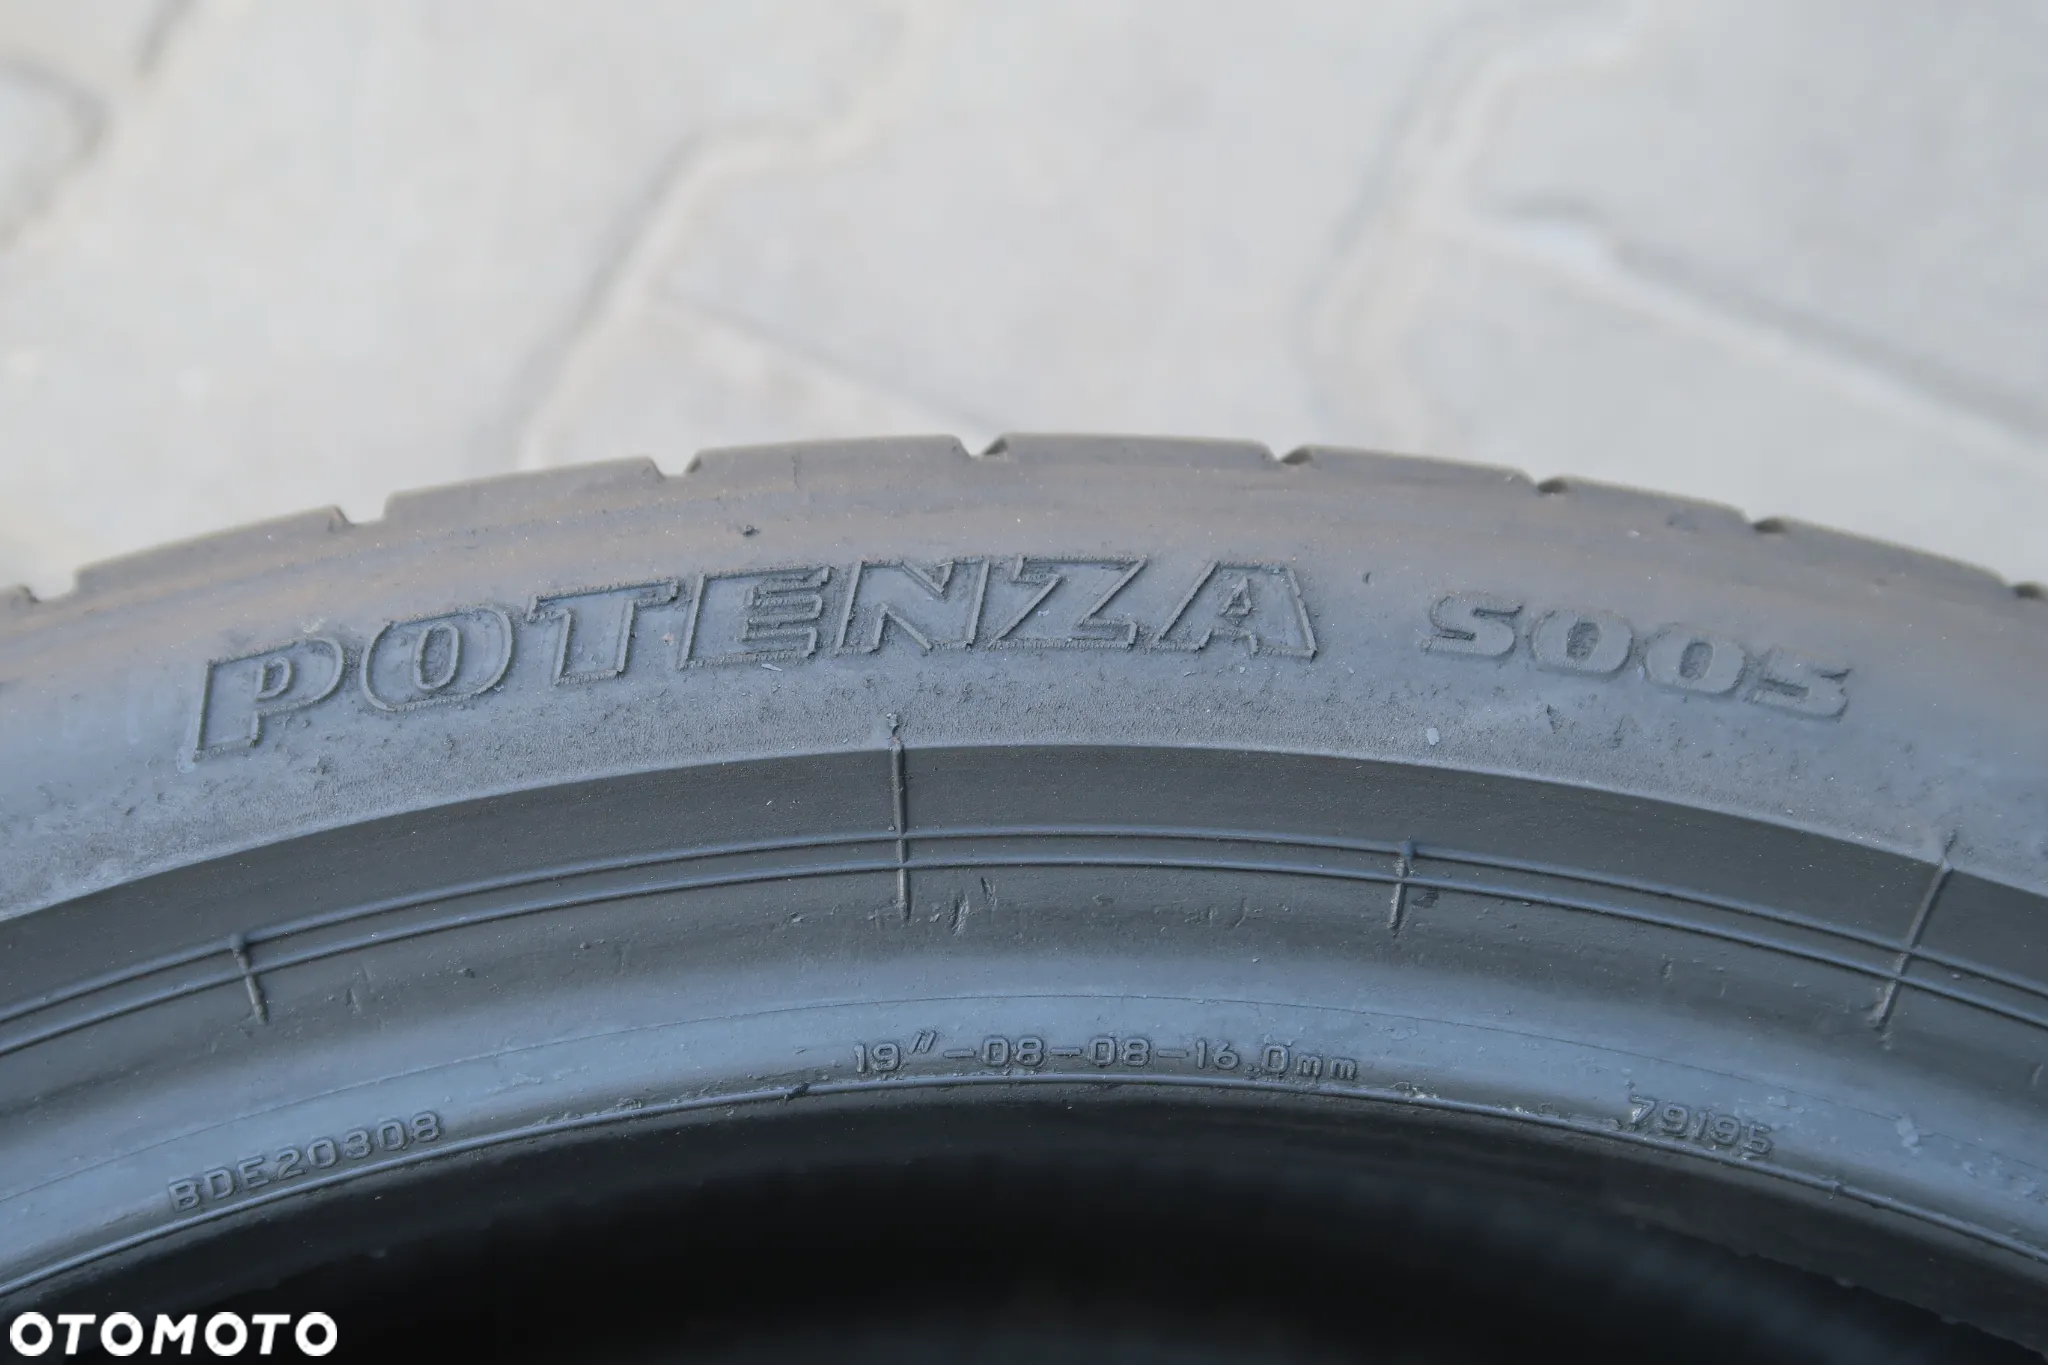 POTENZA S005
19"-08-08-16.0mm
BDE20308
79195
OTOMOTO